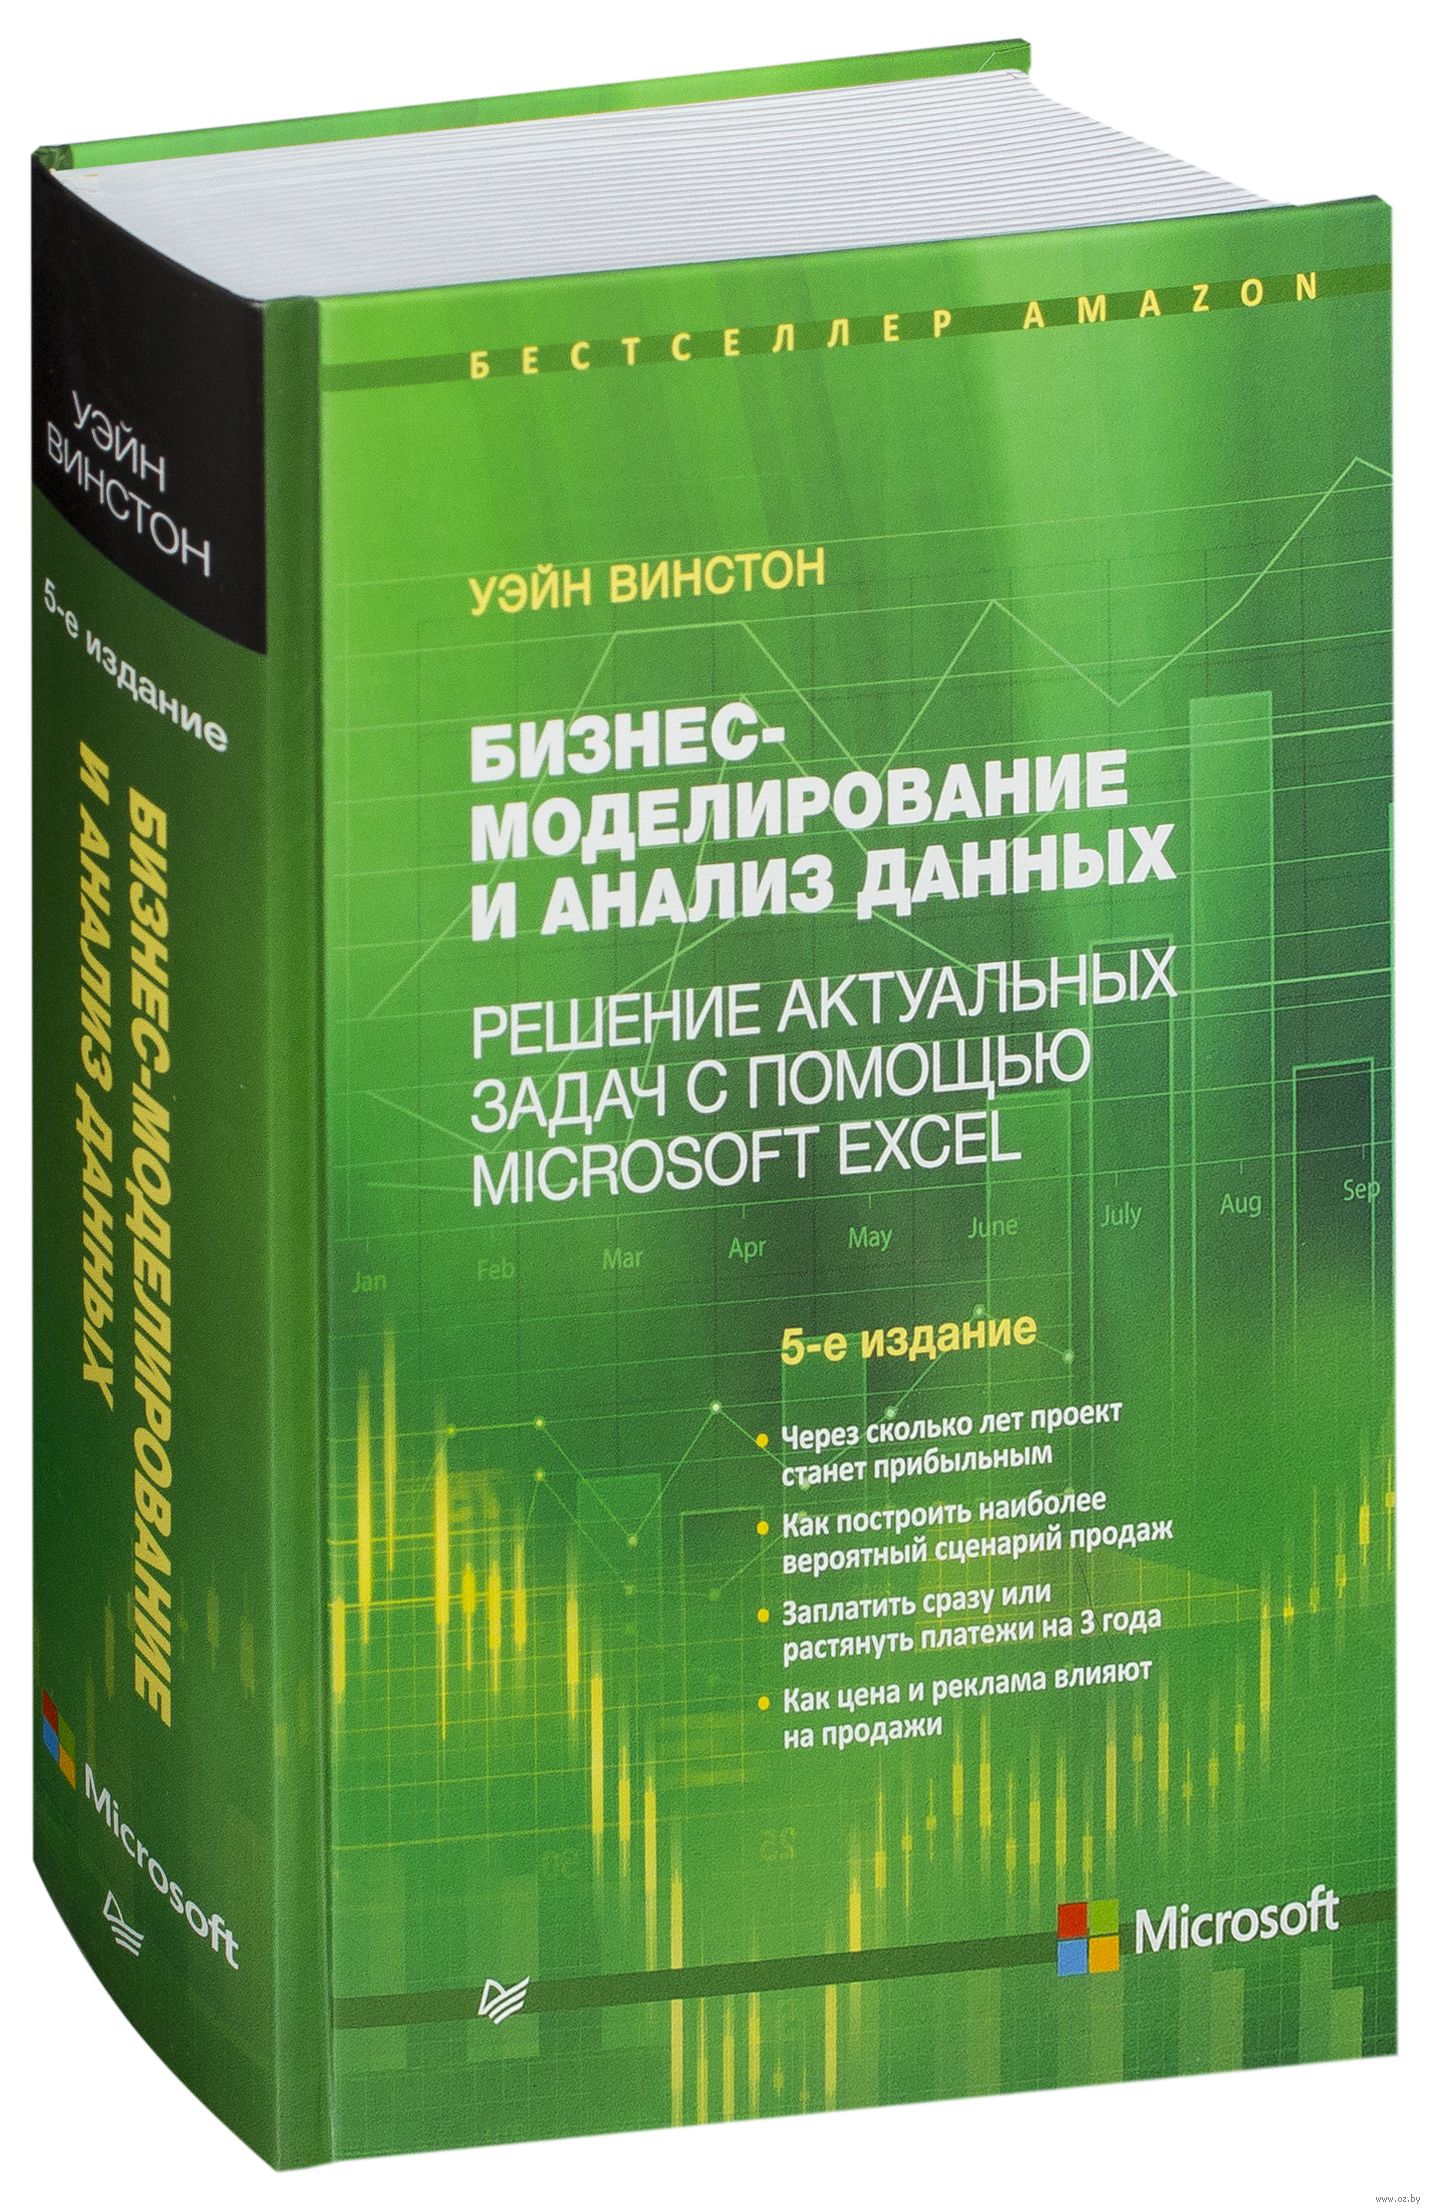 БЕСТСЕЛЛЕР AMAZON
УЭЙН ВИНСТОН
БИЗНЕС-
МОДЕЛИРОВАНИЕ
И АНАЛИЗ ДАННЫХ
РЕШЕНИЕ АКТУАЛЬНЫХ
ЗАДАЧ С ПОМОЩЬЮ
MICROSOFT EXCEL
Jan Feb Mar Apr May June July Aug Sep
5-е издание
• Через сколько лет проект
станет прибыльным
• Как построить наиболее
вероятный сценарий продаж
• Заплатить сразу или
растянуть платежи на 3 года
• Как цена и реклама влияют
на продажи
Microsoft
УЭЙН
ВИНСТОН
5-е издание
БИЗНЕС-МОДЕЛИРОВАНИЕ
И АНАЛИЗ ДАННЫХ
Microsoft
www.oz.by